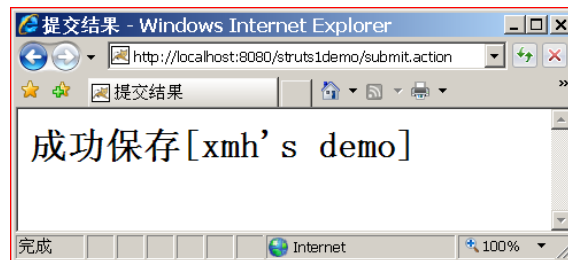 提交结果 - Windows Internet Explorer
http://localhost:8080/struts1demo/submit.action
提交结果
»
成功保存[xmh's demo]
完成 Internet 100%